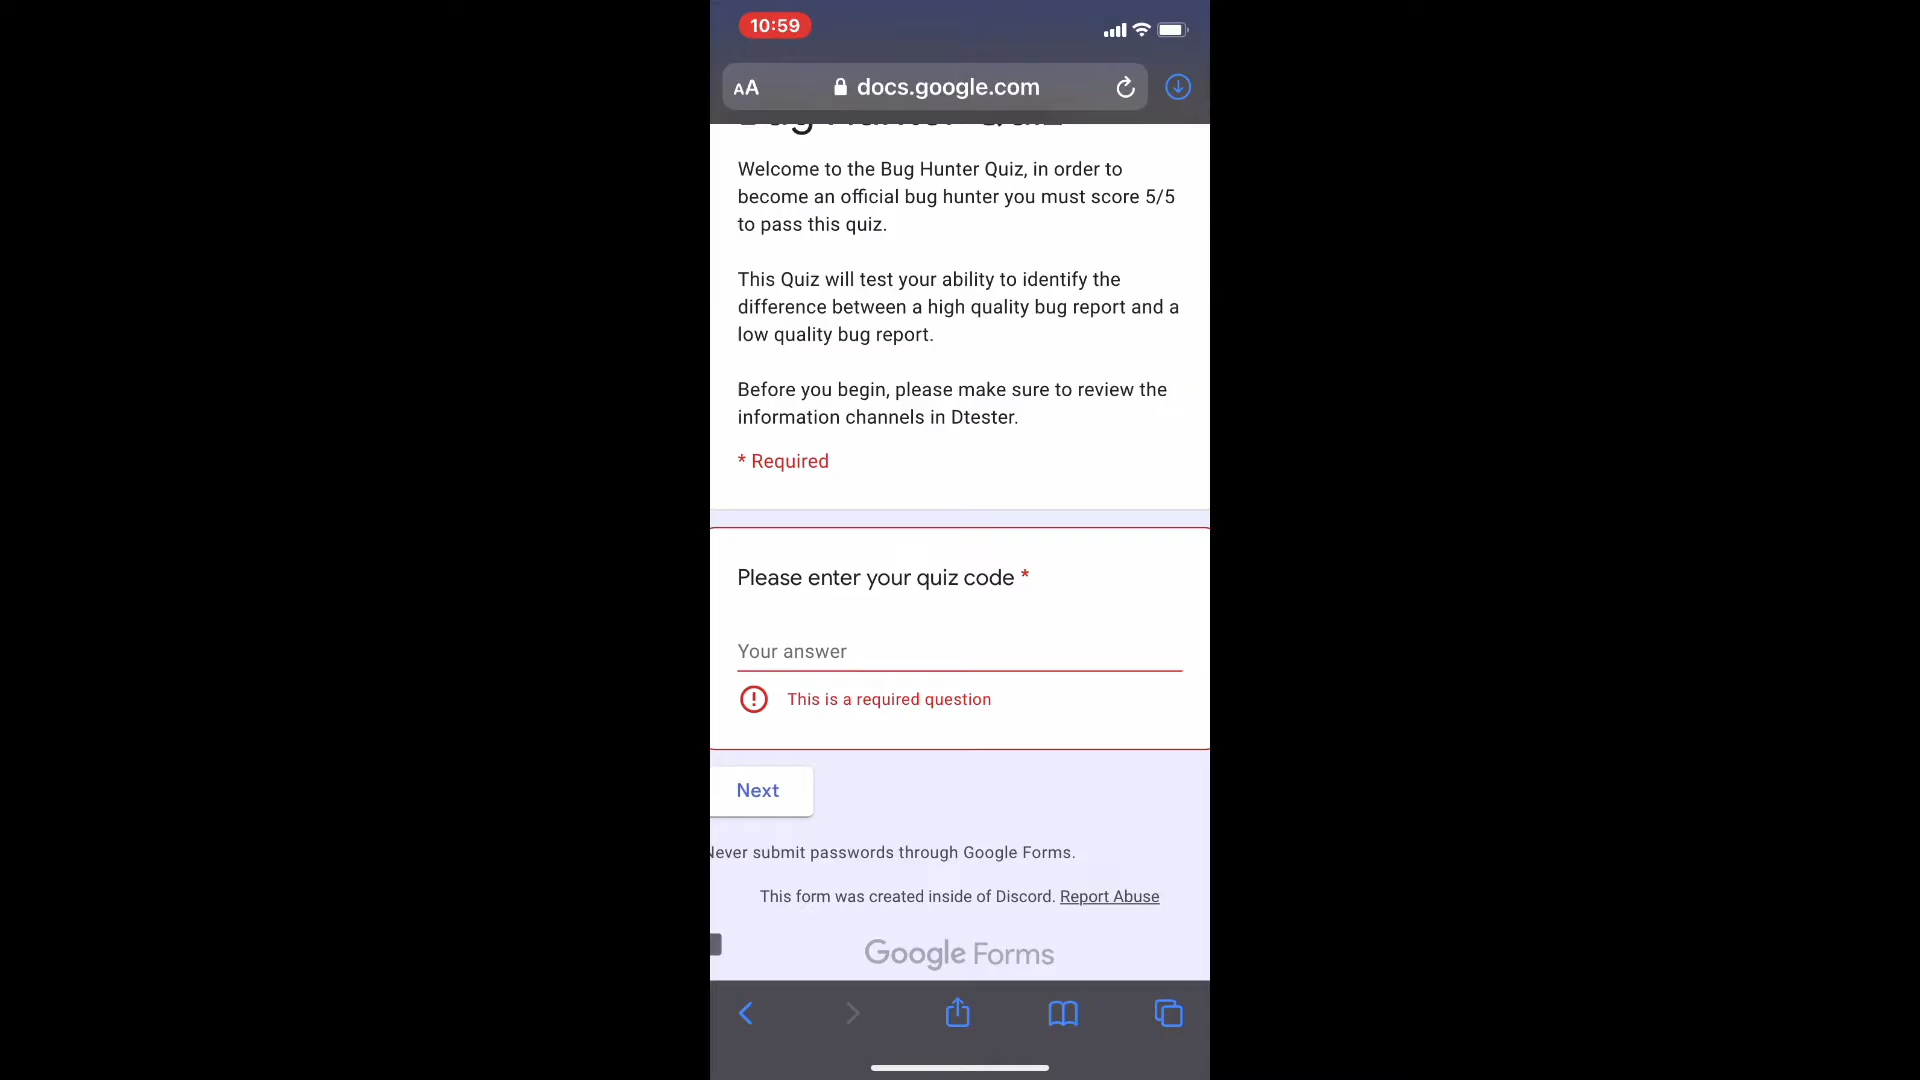 10:59
AA docs.google.com
Bug Hunter Quiz
Welcome to the Bug Hunter Quiz, in order to
become an official bug hunter you must score 5/5
to pass this quiz.
This Quiz will test your ability to identify the
difference between a high quality bug report and a
low quality bug report.
Before you begin, please make sure to review the
information channels in Dtester.
* Required
Please enter your quiz code *
Your answer
This is a required question
Next
Never submit passwords through Google Forms.
This form was created inside of Discord. Report Abuse
Google Forms